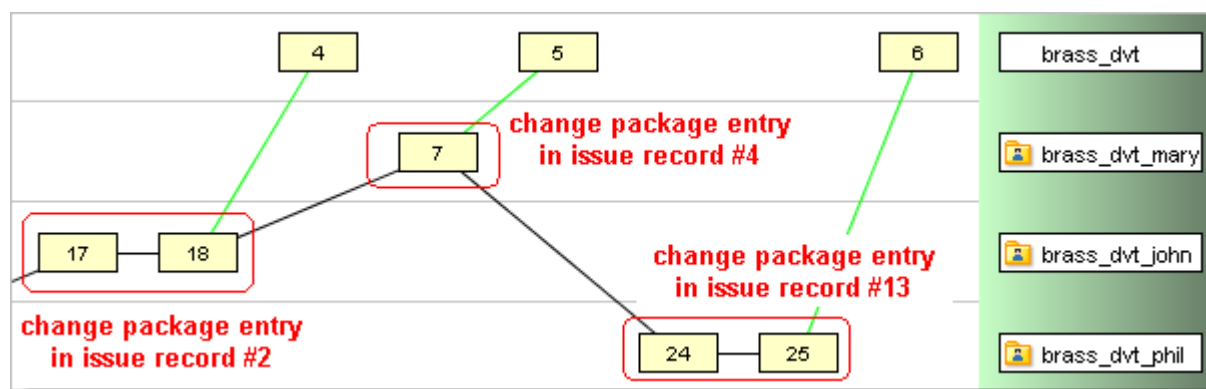 4
5
6
brass_dvt
change package entry
in issue record #4
7
brass_dvt_mary
17
18
change package entry
in issue record #13
brass_dvt_john
change package entry
in issue record #2
24
25
brass_dvt_phil